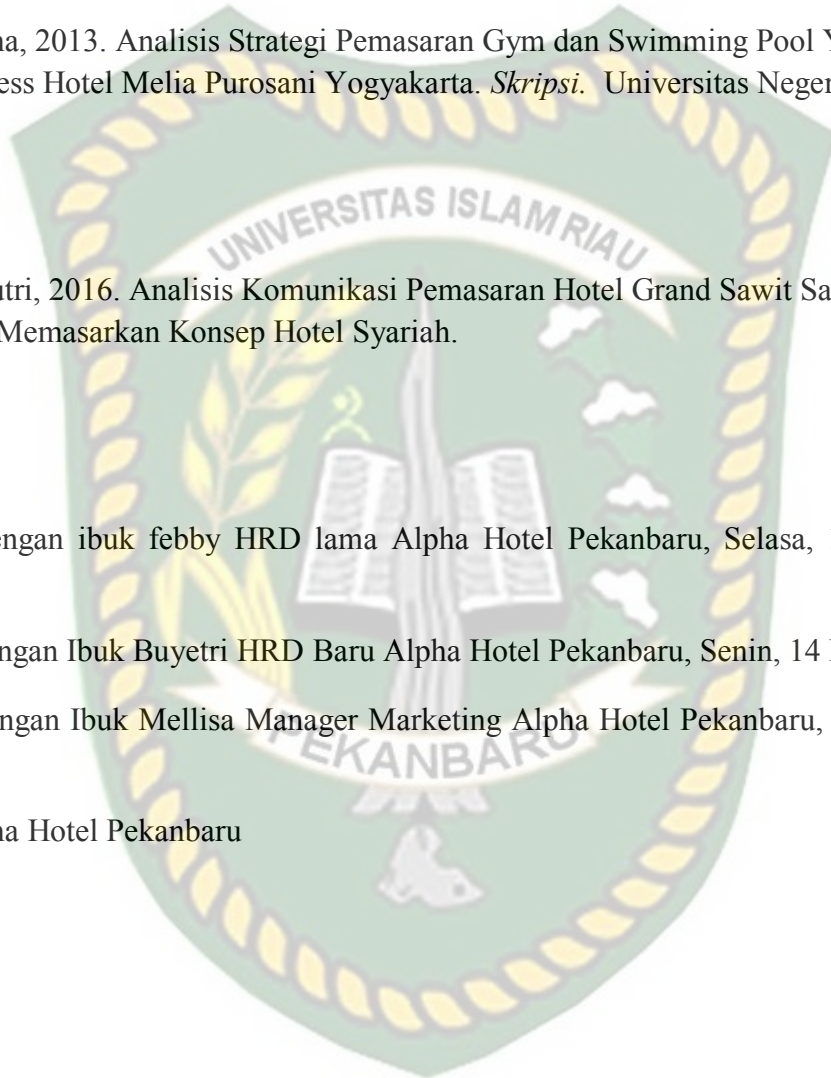 na, 2013. Analisis Strategi Pemasaran Gym dan Swimming Pool Y
ess Hotel Melia Purosani Yogyakarta. Skripsi. Universitas Neger
UNIVERSITAS ISLAM RIAU
utri, 2016. Analisis Komunikasi Pemasaran Hotel Grand Sawit Sa
Memasarkan Konsep Hotel Syariah.
engan ibuk febby HRD lama Alpha Hotel Pekanbaru, Selasa,
ngan Ibuk Buyetri HRD Baru Alpha Hotel Pekanbaru, Senin, 14
ngan Ibuk Mellisa Manager Marketing Alpha Hotel Pekanbaru,
PEKANBARU
na Hotel Pekanbaru